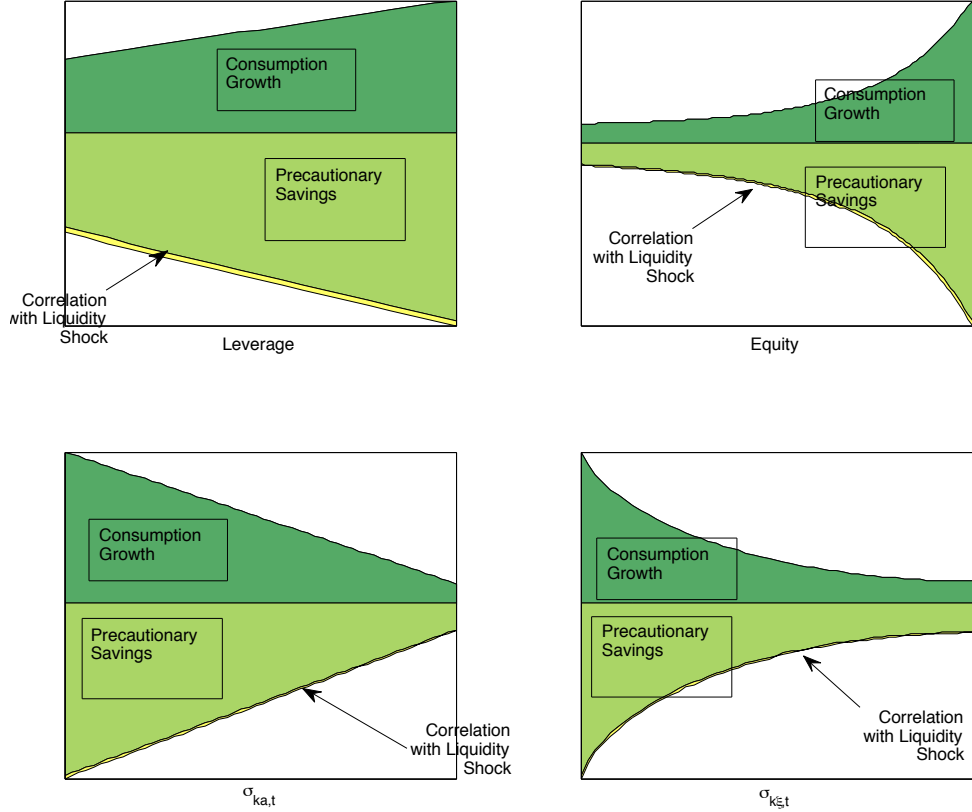 Consumption
Growth
Precautionary
Savings
Correlation
with Liquidity
Shock
Leverage
Consumption
Growth
Precautionary
Savings
Correlation
with Liquidity
Shock
Equity
Consumption
Growth
Precautionary
Savings
Correlation
with Liquidity
Shock
σka,t
Consumption
Growth
Precautionary
Savings
Correlation
with Liquidity
Shock
σkξ,t